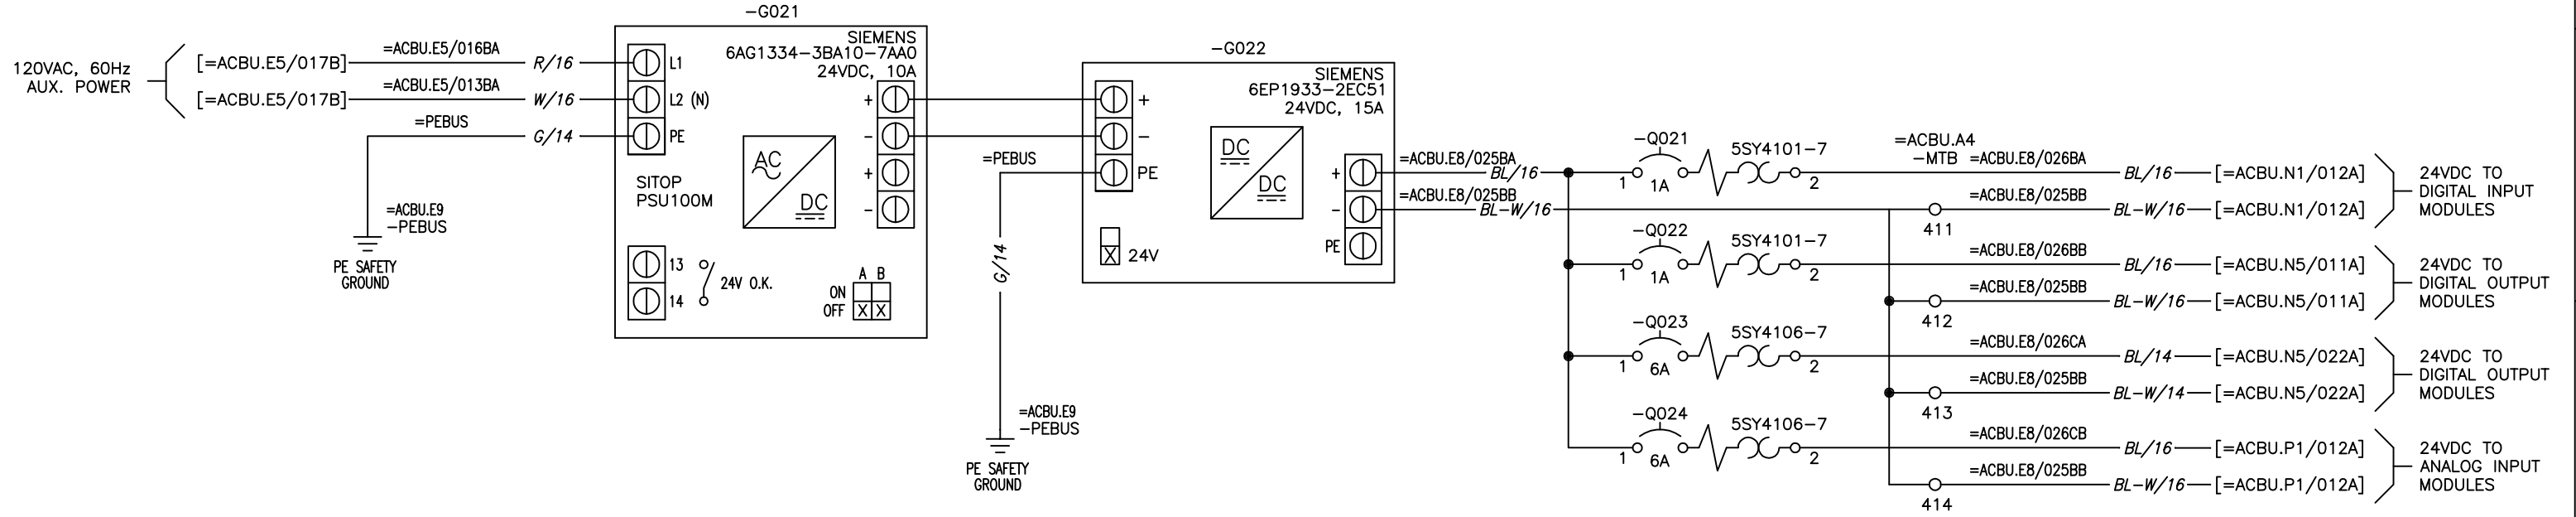 120VAC, 60Hz
AUX. POWER
[=ACBU.E5/017B]
=ACBU.E5/016BA
R/16
[=ACBU.E5/017B]
=ACBU.E5/013BA
W/16
=PEBUS
G/14
=ACBU.E9
-PEBUS
PE SAFETY
GROUND
-G021
SIEMENS
6AG1334-3BA10-7AA0
24VDC, 10A
L1
L2 (N)
PE
+
-
+
-
AC
DC
SITOP
PSU100M
13
14
24V O.K.
A B
ON
OFF
X X
-G022
SIEMENS
6EP1933-2EC51
24VDC, 15A
+
-
PE
DC
DC
+
-
PE
X
24V
=PEBUS
G/14
=ACBU.E9
-PEBUS
PE SAFETY
GROUND
=ACBU.E8/025BA
BL/16
=ACBU.E8/025BB
BL-W/16
-Q021
5SY4101-7
1
1A
2
=ACBU.A4
-MTB
=ACBU.E8/026BA
BL/16
[=ACBU.N1/012A]
=ACBU.E8/025BB
411
BL-W/16
[=ACBU.N1/012A]
24VDC TO
DIGITAL INPUT
MODULES
-Q022
5SY4101-7
1
1A
2
=ACBU.E8/026BB
BL/16
[=ACBU.N5/011A]
=ACBU.E8/025BB
412
BL-W/16
[=ACBU.N5/011A]
24VDC TO
DIGITAL OUTPUT
MODULES
-Q023
5SY4106-7
1
6A
2
=ACBU.E8/026CA
BL/14
[=ACBU.N5/022A]
=ACBU.E8/025BB
413
BL-W/14
[=ACBU.N5/022A]
24VDC TO
DIGITAL OUTPUT
MODULES
-Q024
5SY4106-7
1
6A
2
=ACBU.E8/026CB
BL/16
[=ACBU.P1/012A]
=ACBU.E8/025BB
414
BL-W/16
[=ACBU.P1/012A]
24VDC TO
ANALOG INPUT
MODULES